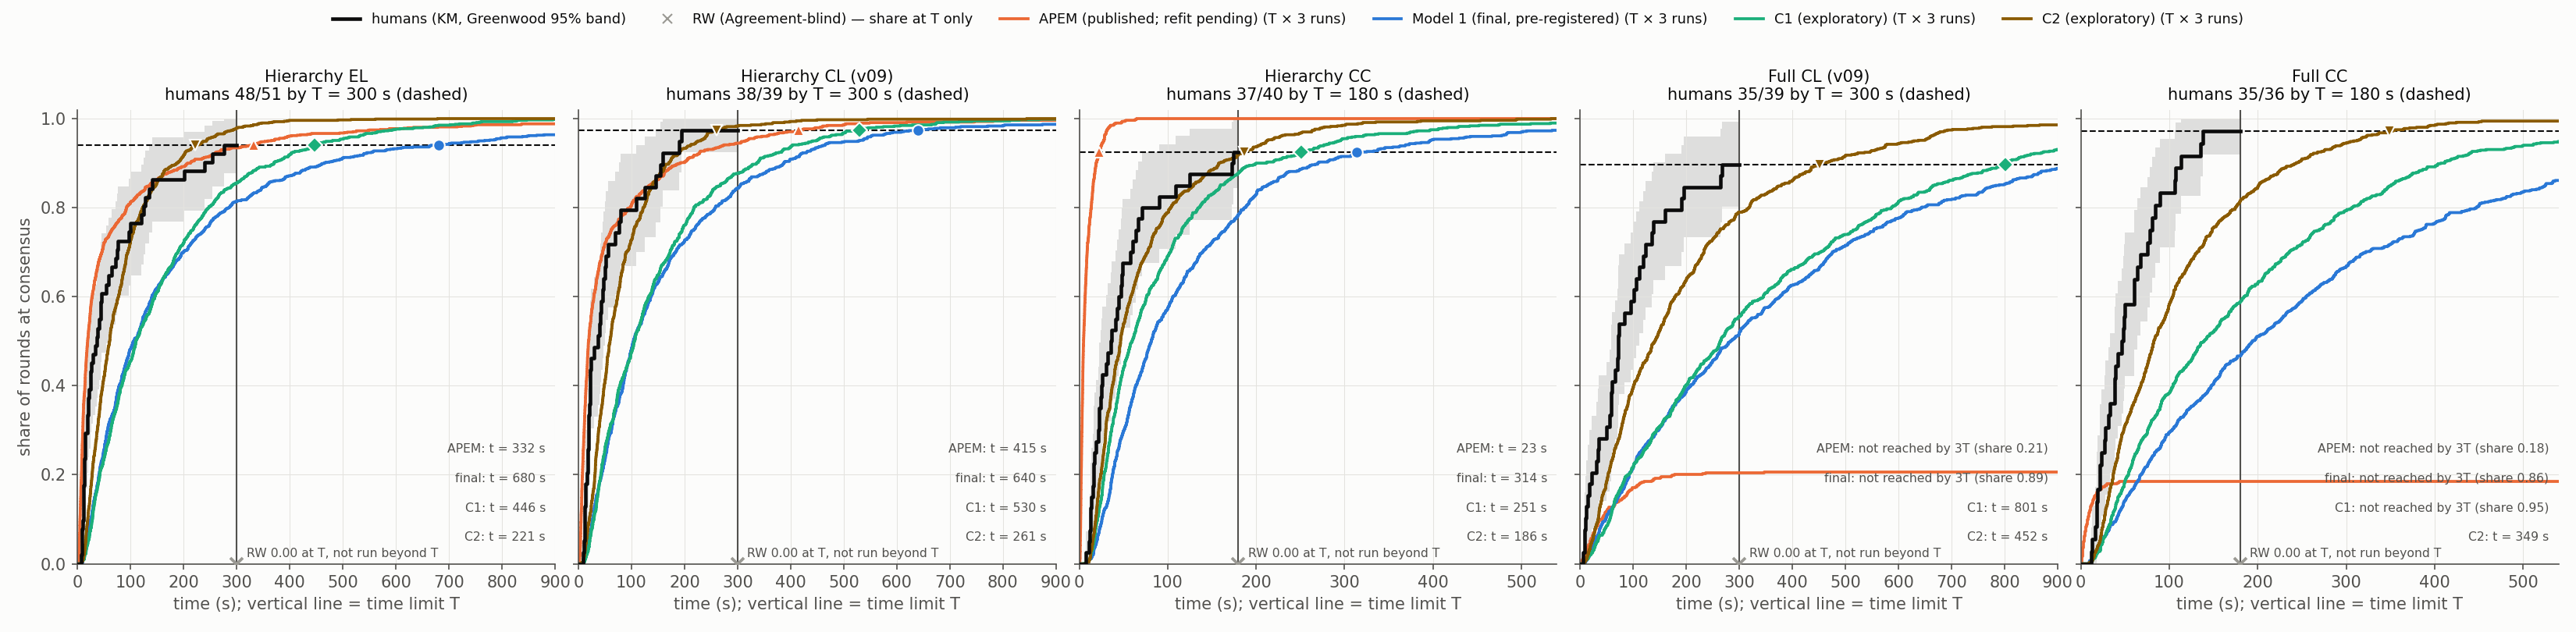 humans (KM, Greenwood 95% band)
RW (Agreement-blind) — share at T only
APEM (published; refit pending) (T × 3 runs)
Model 1 (final, pre-registered) (T × 3 runs)
C1 (exploratory) (T × 3 runs)
C2 (exploratory) (T × 3 runs)
share of rounds at consensus
1.0
0.8
0.6
0.4
0.2
0.0
Hierarchy EL
humans 48/51 by T = 300 s (dashed)
APEM: t = 332 s
final: t = 680 s
C1: t = 446 s
C2: t = 221 s
RW 0.00 at T, not run beyond T
0 100 200 300 400 500 600 700 800 900
time (s); vertical line = time limit T
Hierarchy CL (v09)
humans 38/39 by T = 300 s (dashed)
APEM: t = 415 s
final: t = 640 s
C1: t = 530 s
C2: t = 261 s
RW 0.00 at T, not run beyond T
0 100 200 300 400 500 600 700 800 900
time (s); vertical line = time limit T
Hierarchy CC
humans 37/40 by T = 180 s (dashed)
APEM: t = 23 s
final: t = 314 s
C1: t = 251 s
C2: t = 186 s
RW 0.00 at T, not run beyond T
0 100 200 300 400 500
time (s); vertical line = time limit T
Full CL (v09)
humans 35/39 by T = 300 s (dashed)
APEM: not reached by 3T (share 0.21)
final: not reached by 3T (share 0.89)
C1: t = 801 s
C2: t = 452 s
RW 0.00 at T, not run beyond T
0 100 200 300 400 500 600 700 800 900
time (s); vertical line = time limit T
Full CC
humans 35/36 by T = 180 s (dashed)
APEM: not reached by 3T (share 0.18)
final: not reached by 3T (share 0.86)
C1: not reached by 3T (share 0.95)
C2: t = 349 s
RW 0.00 at T, not run beyond T
0 100 200 300 400 500
time (s); vertical line = time limit T